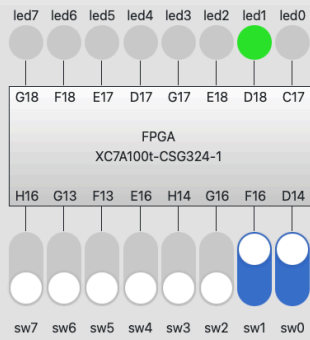 led7 led6 led5 led4 led3 led2 led1 led0
G18 F18 E17 D17 G17 E18 D18 C17
FPGA
XC7A100t-CSG324-1
H16 G13 F13 E16 H14 G16 F16 D14
sw7 sw6 sw5 sw4 sw3 sw2 sw1 sw0